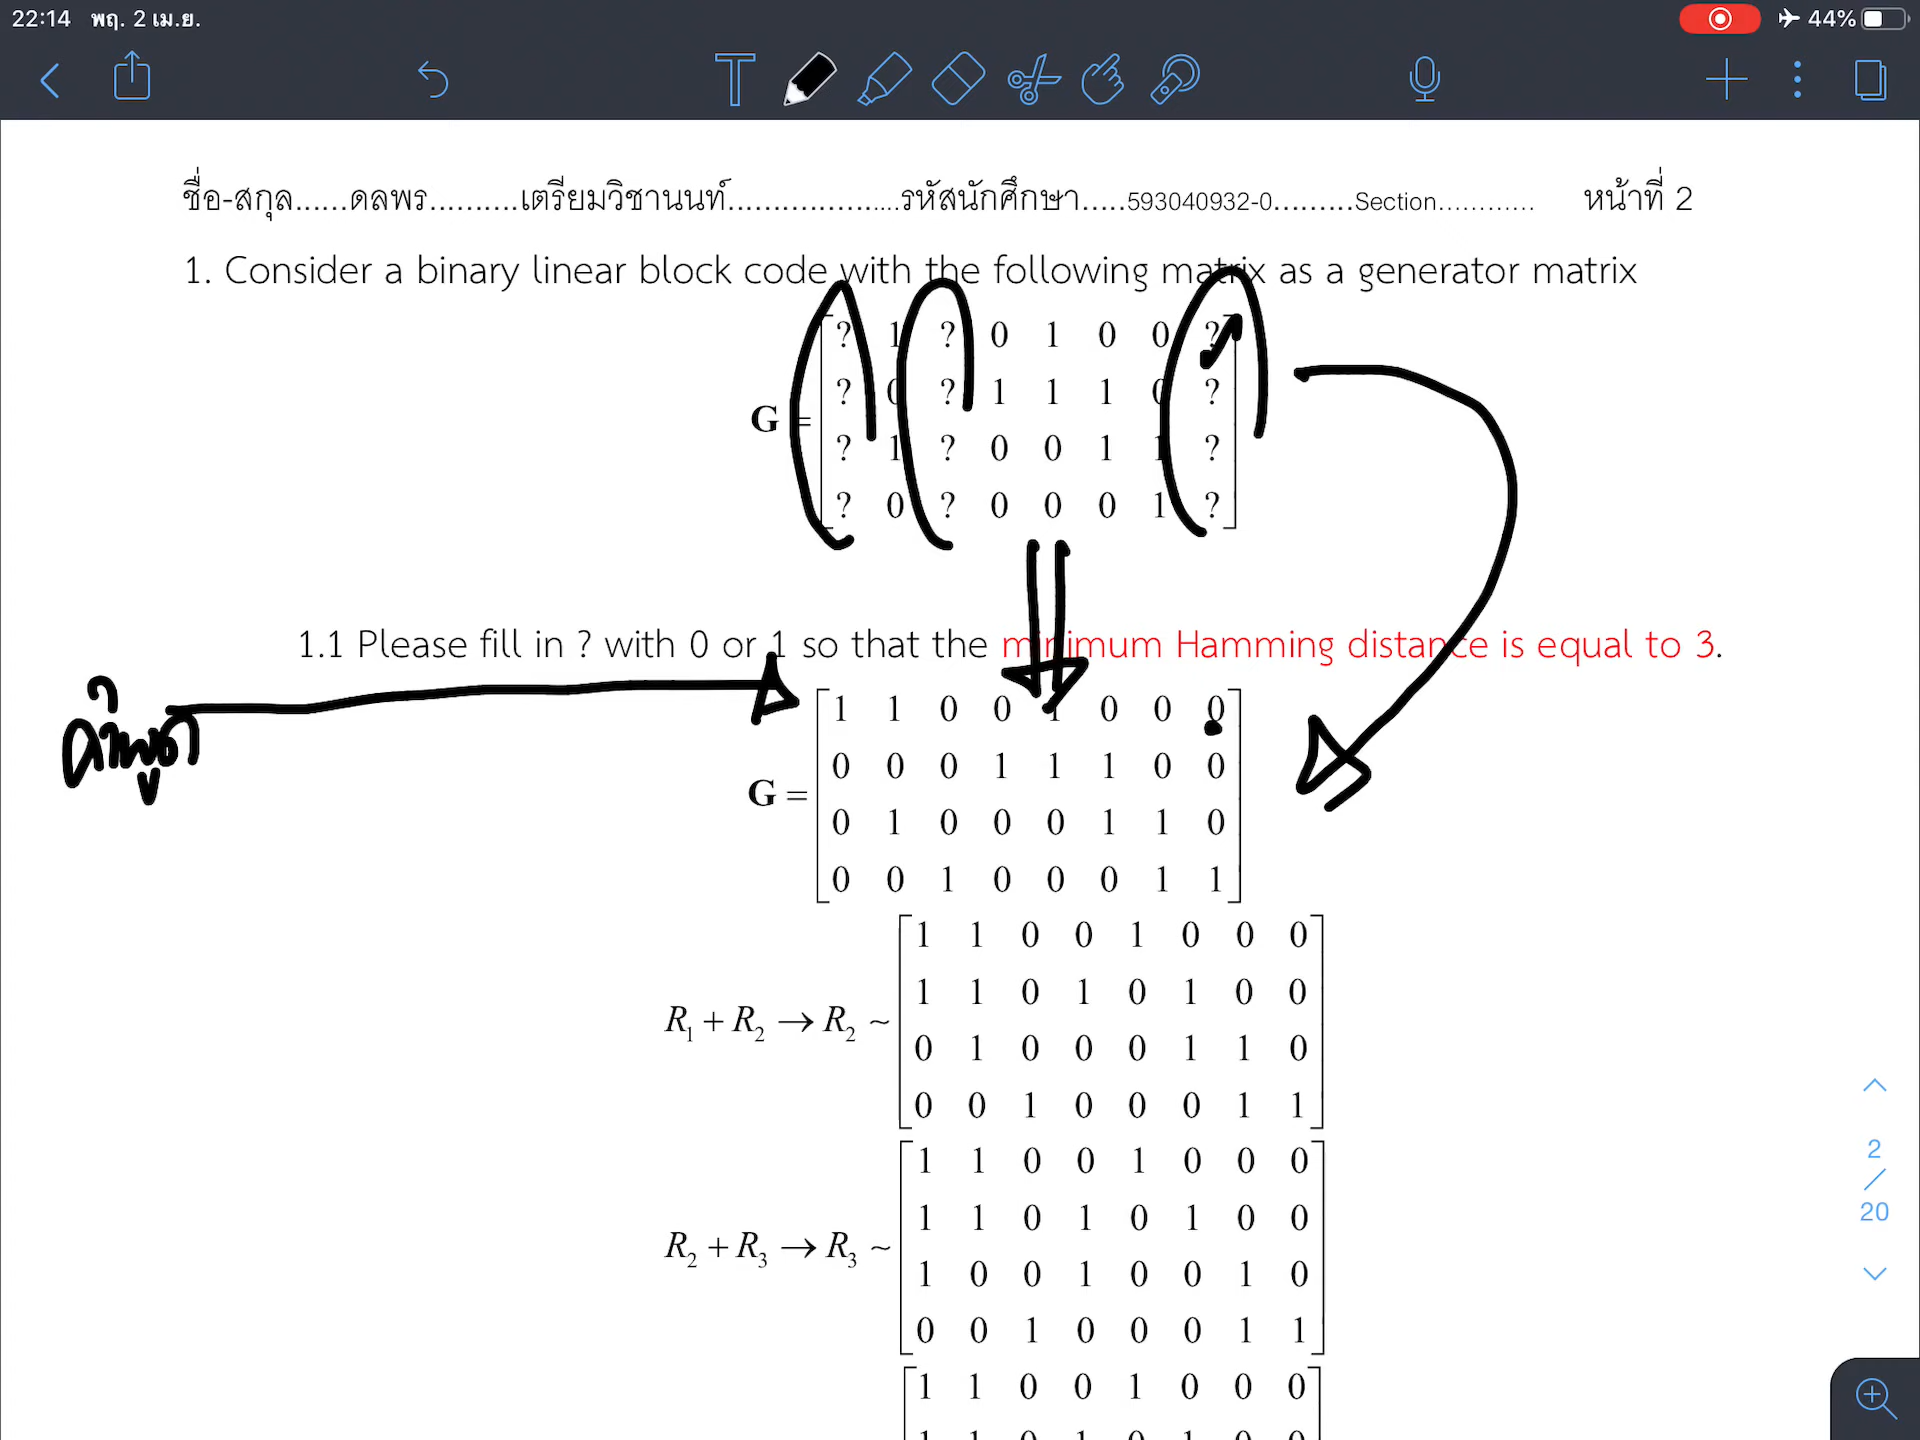 22:14 พฤ. 2 เม.ย.
44%
ชื่อ-สกุล......ดลพร..........เตรียมวิชานนท์.....................รหัสนักศึกษา.....593040932-0.........Section............ หน้าที่ 2
1. Consider a binary linear block code with the following matrix as a generator matrix
? 1 ? 0 1 0 0 ?
? 0 ? 1 1 1 0 ?
G =
? 1 ? 0 0 1 1 ?
? 0 ? 0 0 0 1 ?
1.1 Please fill in ? with 0 or 1 so that the minimum Hamming distance is equal to 3.
1 1 0 0 1 0 0 0
0 0 0 1 1 1 0 0
G =
0 1 0 0 0 1 1 0
0 0 1 0 0 0 1 1
1 1 0 0 1 0 0 0
1 1 0 1 0 1 0 0
R₁ + R₂ → R₂ ~
0 1 0 0 0 1 1 0
0 0 1 0 0 0 1 1
1 1 0 0 1 0 0 0
1 1 0 1 0 1 0 0
R₂ + R₃ → R₃ ~
1 0 0 1 0 0 1 0
0 0 1 0 0 0 1 1
1 1 0 0 1 0 0 0
1 1 0 1 0 1 0 0
2
/
20